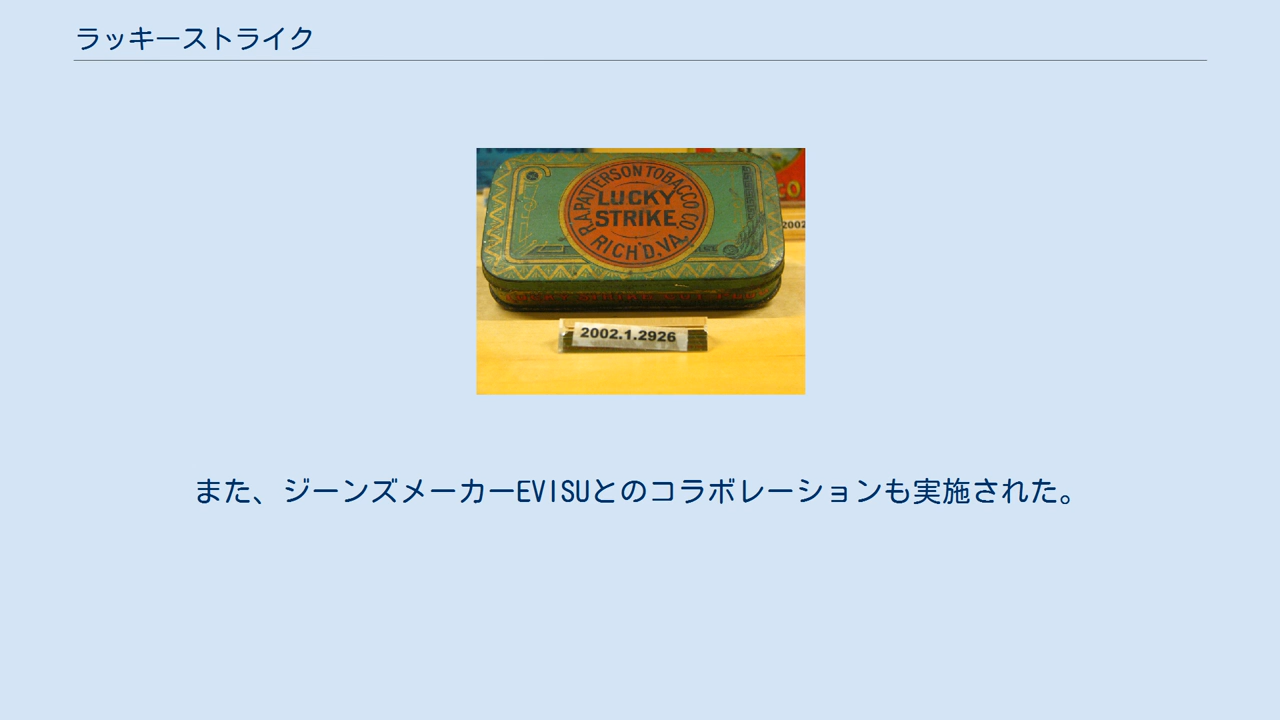 ラッキーストライク
R.A.PATTERSON TOBACCO CO.
LUCKY
STRIKE
RICH'D, VA.
CO
2002
2002.1.2926
また、ジーンズメーカーEVISUとのコラボレーションも実施された。